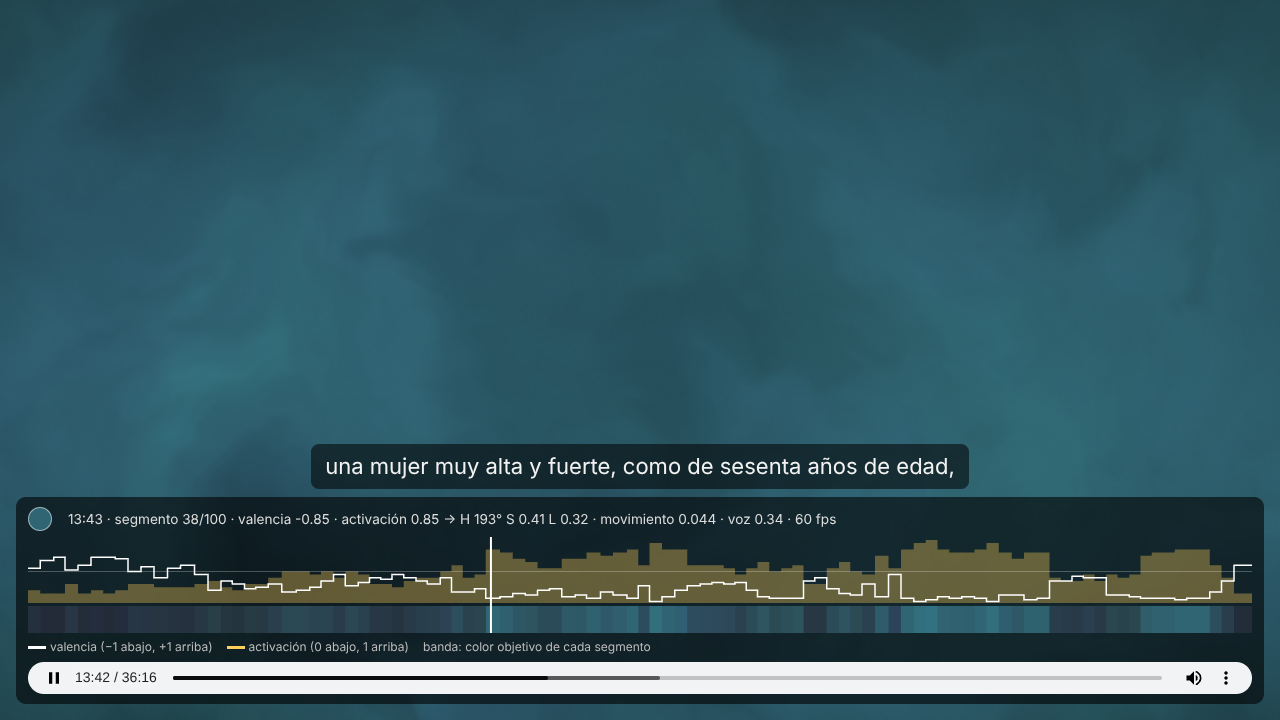 una mujer muy alta y fuerte, como de sesenta años de edad,
13:43 · segmento 38/100 · valencia -0.85 · activación 0.85 → H 193° S 0.41 L 0.32 · movimiento 0.044 · voz 0.34 · 60 fps
valencia (−1 abajo, +1 arriba) activación (0 abajo, 1 arriba) banda: color objetivo de cada segmento
13:42 / 36:16